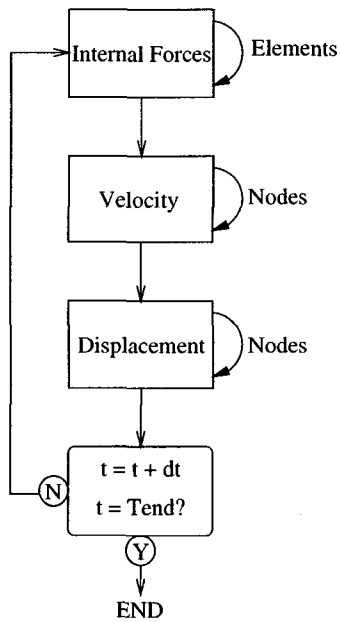 Internal Forces
Elements
Velocity
Nodes
Displacement
Nodes
t = t + dt
N
t = Tend?
Y
END